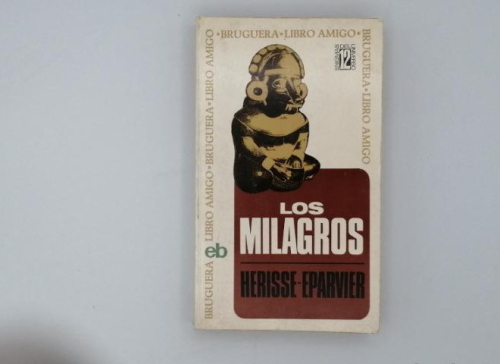 • BRUGUERA • LIBRO AMIGO •
BRUGUERA • LIBRO AMIGO • BRUGUERA • LIBRO AMIGO
BRUGUERA • LIBRO AMIGO
12
LOS
MILAGROS
HERISSE-EPARVIER
eb